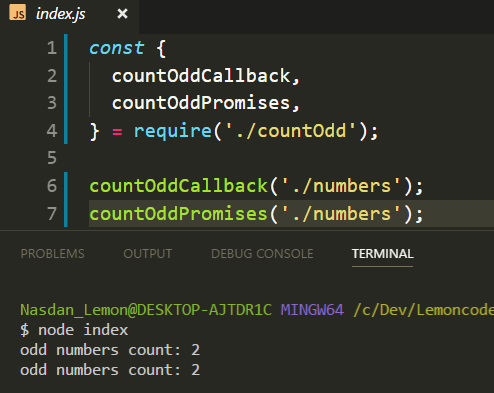 JS index.js ×
1 const {
2   countOddCallback,
3   countOddPromises,
4 } = require('./countOdd');
5
6 countOddCallback('./numbers');
7 countOddPromises('./numbers');
PROBLEMS OUTPUT DEBUG CONSOLE TERMINAL
Nasdan_Lemon@DESKTOP-AJTDR1C MINGW64 /c/Dev/Lemoncode
$ node index
odd numbers count: 2
odd numbers count: 2